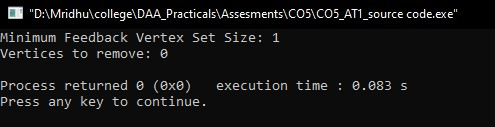 "D:\Mridhu\college\DAA_Practicals\Assesments\CO5\CO5_AT1_source code.exe"
Minimum Feedback Vertex Set Size: 1
Vertices to remove: 0
Process returned 0 (0x0)   execution time : 0.083 s
Press any key to continue.